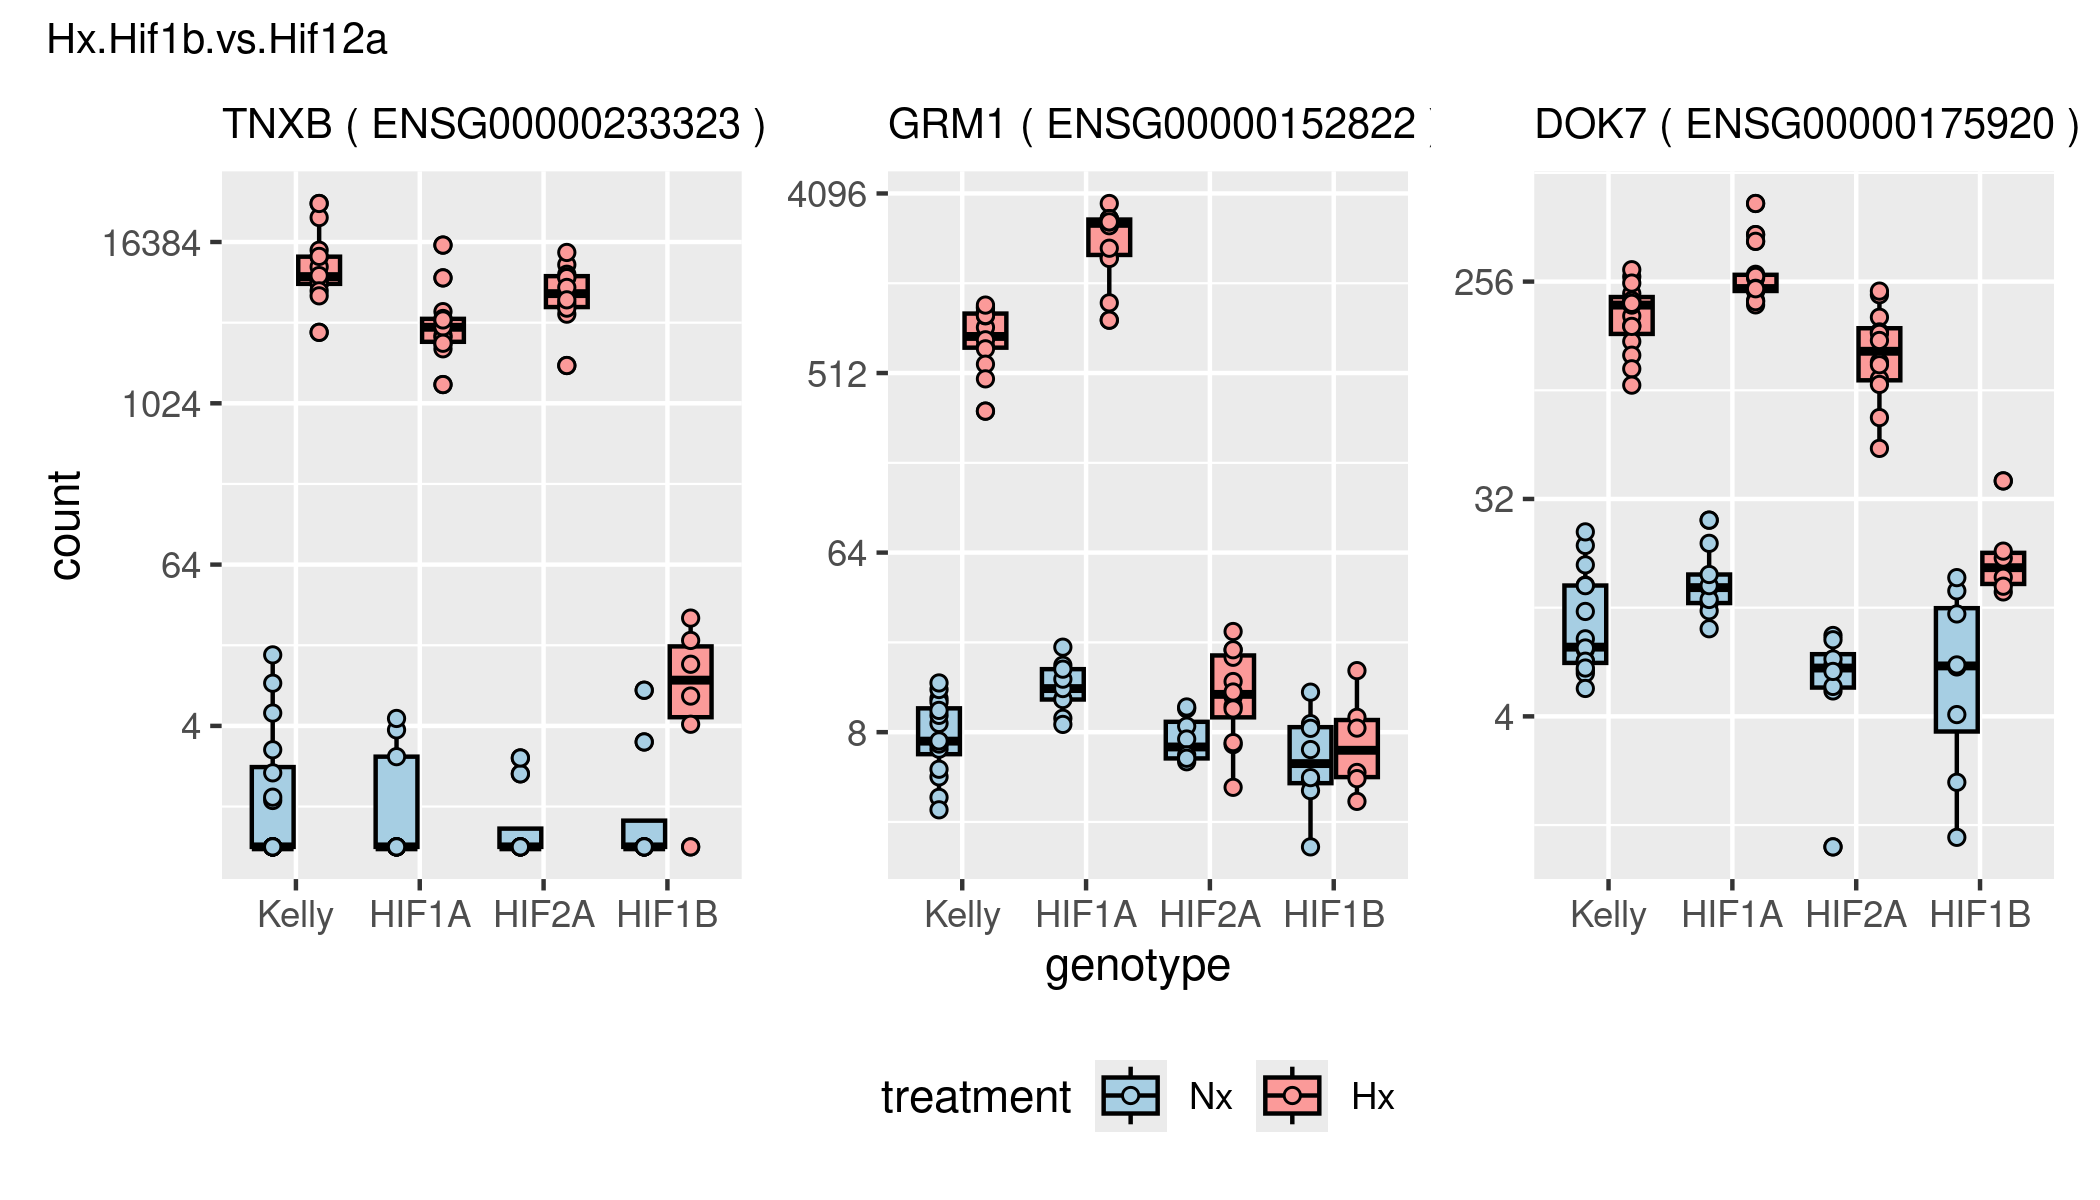 Hx.Hif1b.vs.Hif12a
TNXB ( ENSG00000233323 )
GRM1 ( ENSG00000152822 )
DOK7 ( ENSG00000175920 )
count
16384
1024
64
4
Kelly HIF1A HIF2A HIF1B
4096
512
64
8
Kelly HIF1A HIF2A HIF1B
256
32
4
Kelly HIF1A HIF2A HIF1B
genotype
treatment Nx Hx